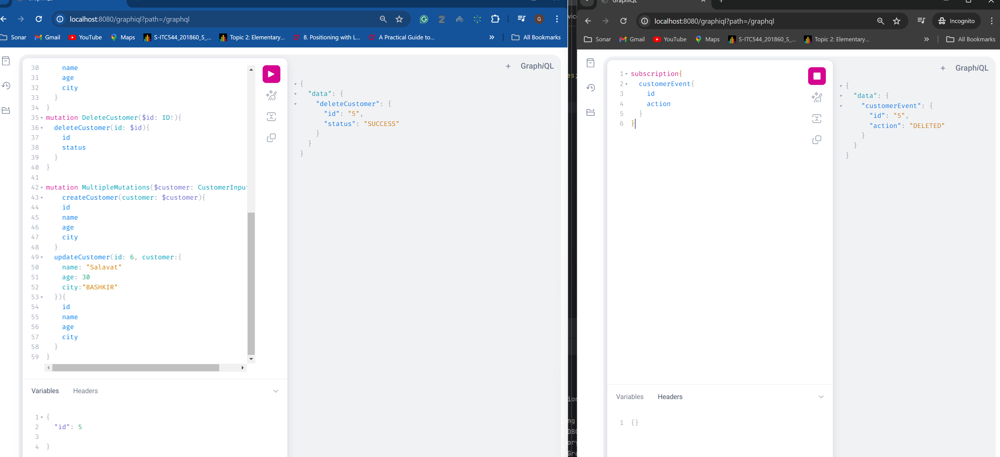 GraphiQL
localhost:8080/graphiql?path=/graphql
G
Sonar Gmail YouTube Maps S-ITC544_201860_S_... Topic 2: Elementary... 8. Positioning with L... A Practical Guide to... » All Bookmarks
+ GraphiQL
30 name
31 age
32 city
33 }
34 }
35 mutation DeleteCustomer($id: ID!){
36 deleteCustomer(id: $id){
37 id
38 status
39 }
40 }
41
42 mutation MultipleMutations($customer: CustomerInput
43 createCustomer(customer: $customer){
44 id
45 name
46 age
47 city
48 }
49 updateCustomer(id: 6, customer:{
50 name: "Salavat"
51 age: 30
52 city:"BASHKIR"
53 }){
54 id
55 name
56 age
57 city
58 }
59 }
{
"data": {
"deleteCustomer": {
"id": "5",
"status": "SUCCESS"
}
}
}
Variables Headers
1 {
2 "id": 5
3
4 }
es;
ng
GraphiQL
localhost:8080/graphiql?path=/graphql
Incognito
Sonar Gmail YouTube Maps S-ITC544_201860_S_... Topic 2: Elementary... » All Bookmarks
+ GraphiQL
1 subscription{
2 customerEvent{
3 id
4 action
5 }
6 }
{
"data": {
"customerEvent": {
"id": "5",
"action": "DELETED"
}
}
}
Variables Headers
1 {}